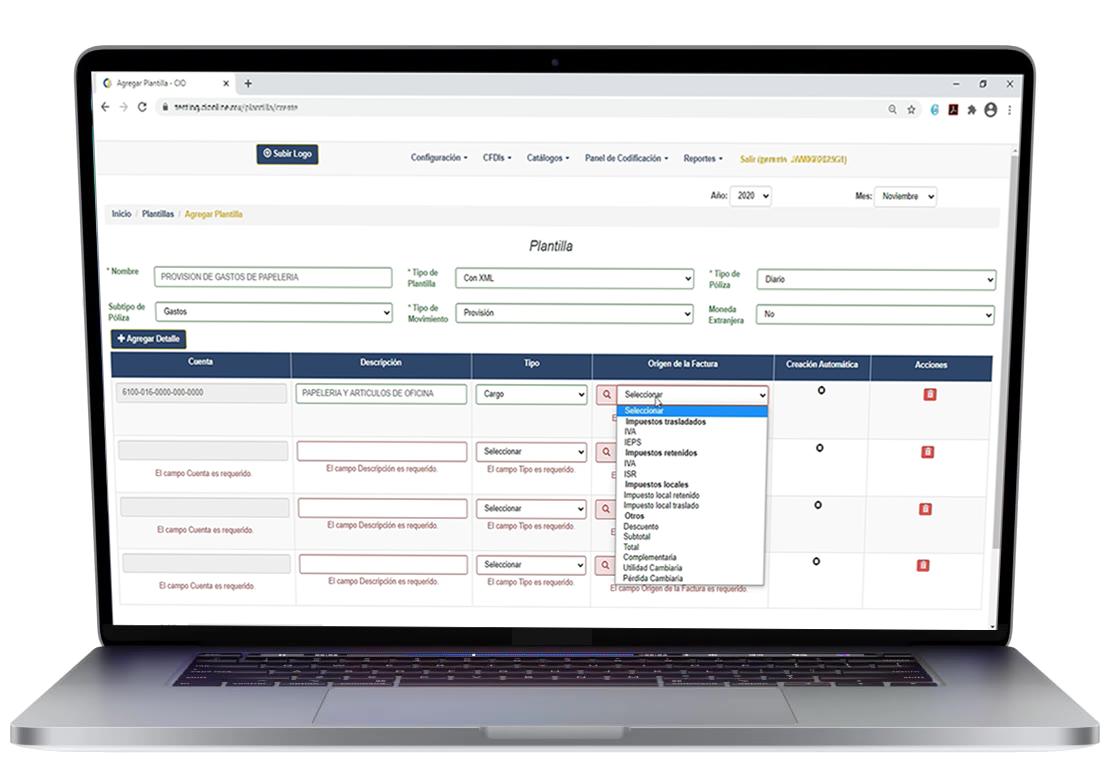 Agregar Plantilla - CIO
Subir Logo
Configuración
CFDIs
Catálogos
Panel de Codificación
Reportes
Salir
Año: 2020
Mes: Noviembre
Inicio / Plantillas / Agregar Plantilla
Plantilla
* Nombre
PROVISION DE GASTOS DE PAPELERIA
* Tipo de
Plantilla
Con XML
* Tipo de
Póliza
Diario
Subtipo de
Póliza
Gastos
* Tipo de
Movimiento
Provisión
Moneda
Extranjera
No
Agregar Detalle
Cuenta
Descripción
Tipo
Origen de la Factura
Creación Automática
Acciones
6100-016-0000-000-0000
PAPELERIA Y ARTICULOS DE OFICINA
Cargo
Seleccionar
Seleccionar
Impuestos trasladados
IVA
IEPS
Impuestos retenidos
IVA
ISR
Impuestos locales
Impuesto local retenido
Impuesto local traslado
Otros
Descuento
Subtotal
Total
Complementaria
Utilidad Cambiaria
Pérdida Cambiaria
Seleccionar
El campo Cuenta es requerido.
El campo Descripción es requerido.
El campo Tipo es requerido.
Seleccionar
El campo Cuenta es requerido.
El campo Descripción es requerido.
El campo Tipo es requerido.
Seleccionar
El campo Cuenta es requerido.
El campo Descripción es requerido.
El campo Tipo es requerido.
El campo Origen de la Factura es requerido.